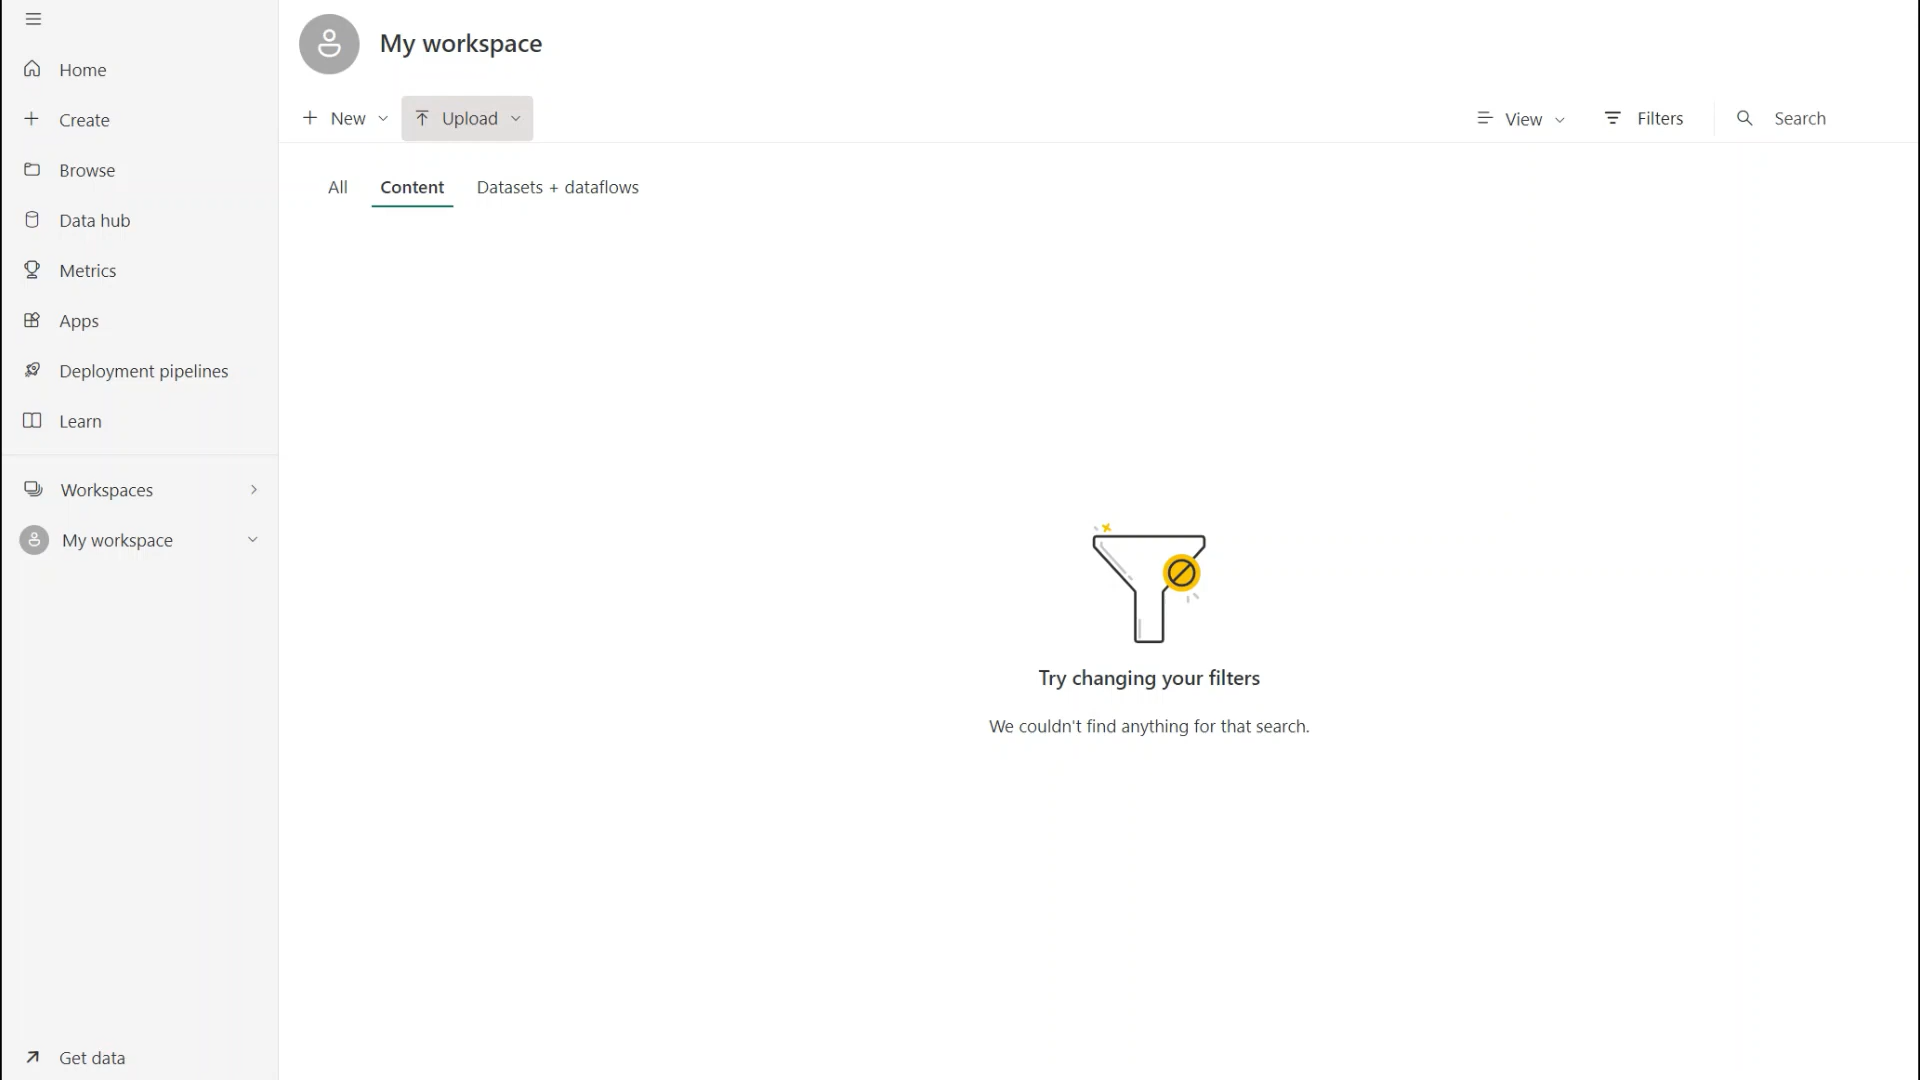 My workspace
Home
Create
Browse
Data hub
Metrics
Apps
Deployment pipelines
Learn
Workspaces
My workspace
Get data
New
Upload
View
Filters
Search
All
Content
Datasets + dataflows
Try changing your filters
We couldn't find anything for that search.